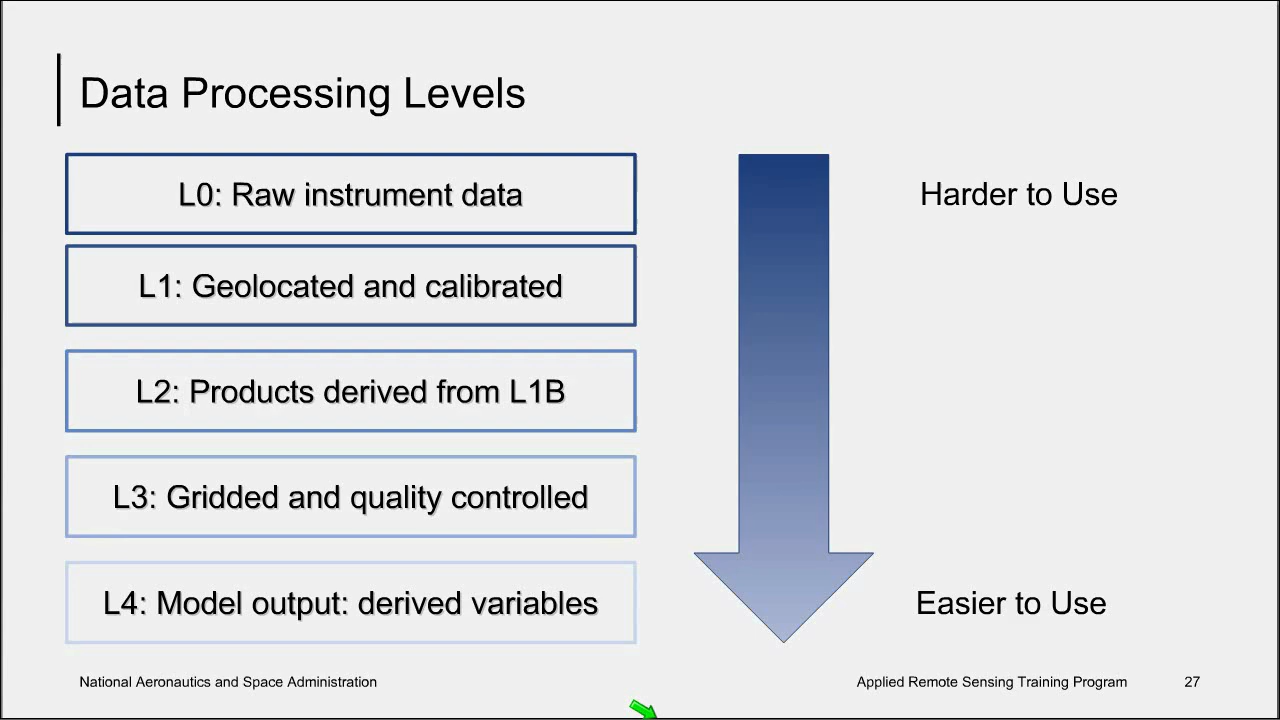 Data Processing Levels
L0: Raw instrument data
Harder to Use
L1: Geolocated and calibrated
L2: Products derived from L1B
L3: Gridded and quality controlled
L4: Model output: derived variables
Easier to Use
National Aeronautics and Space Administration
Applied Remote Sensing Training Program
27